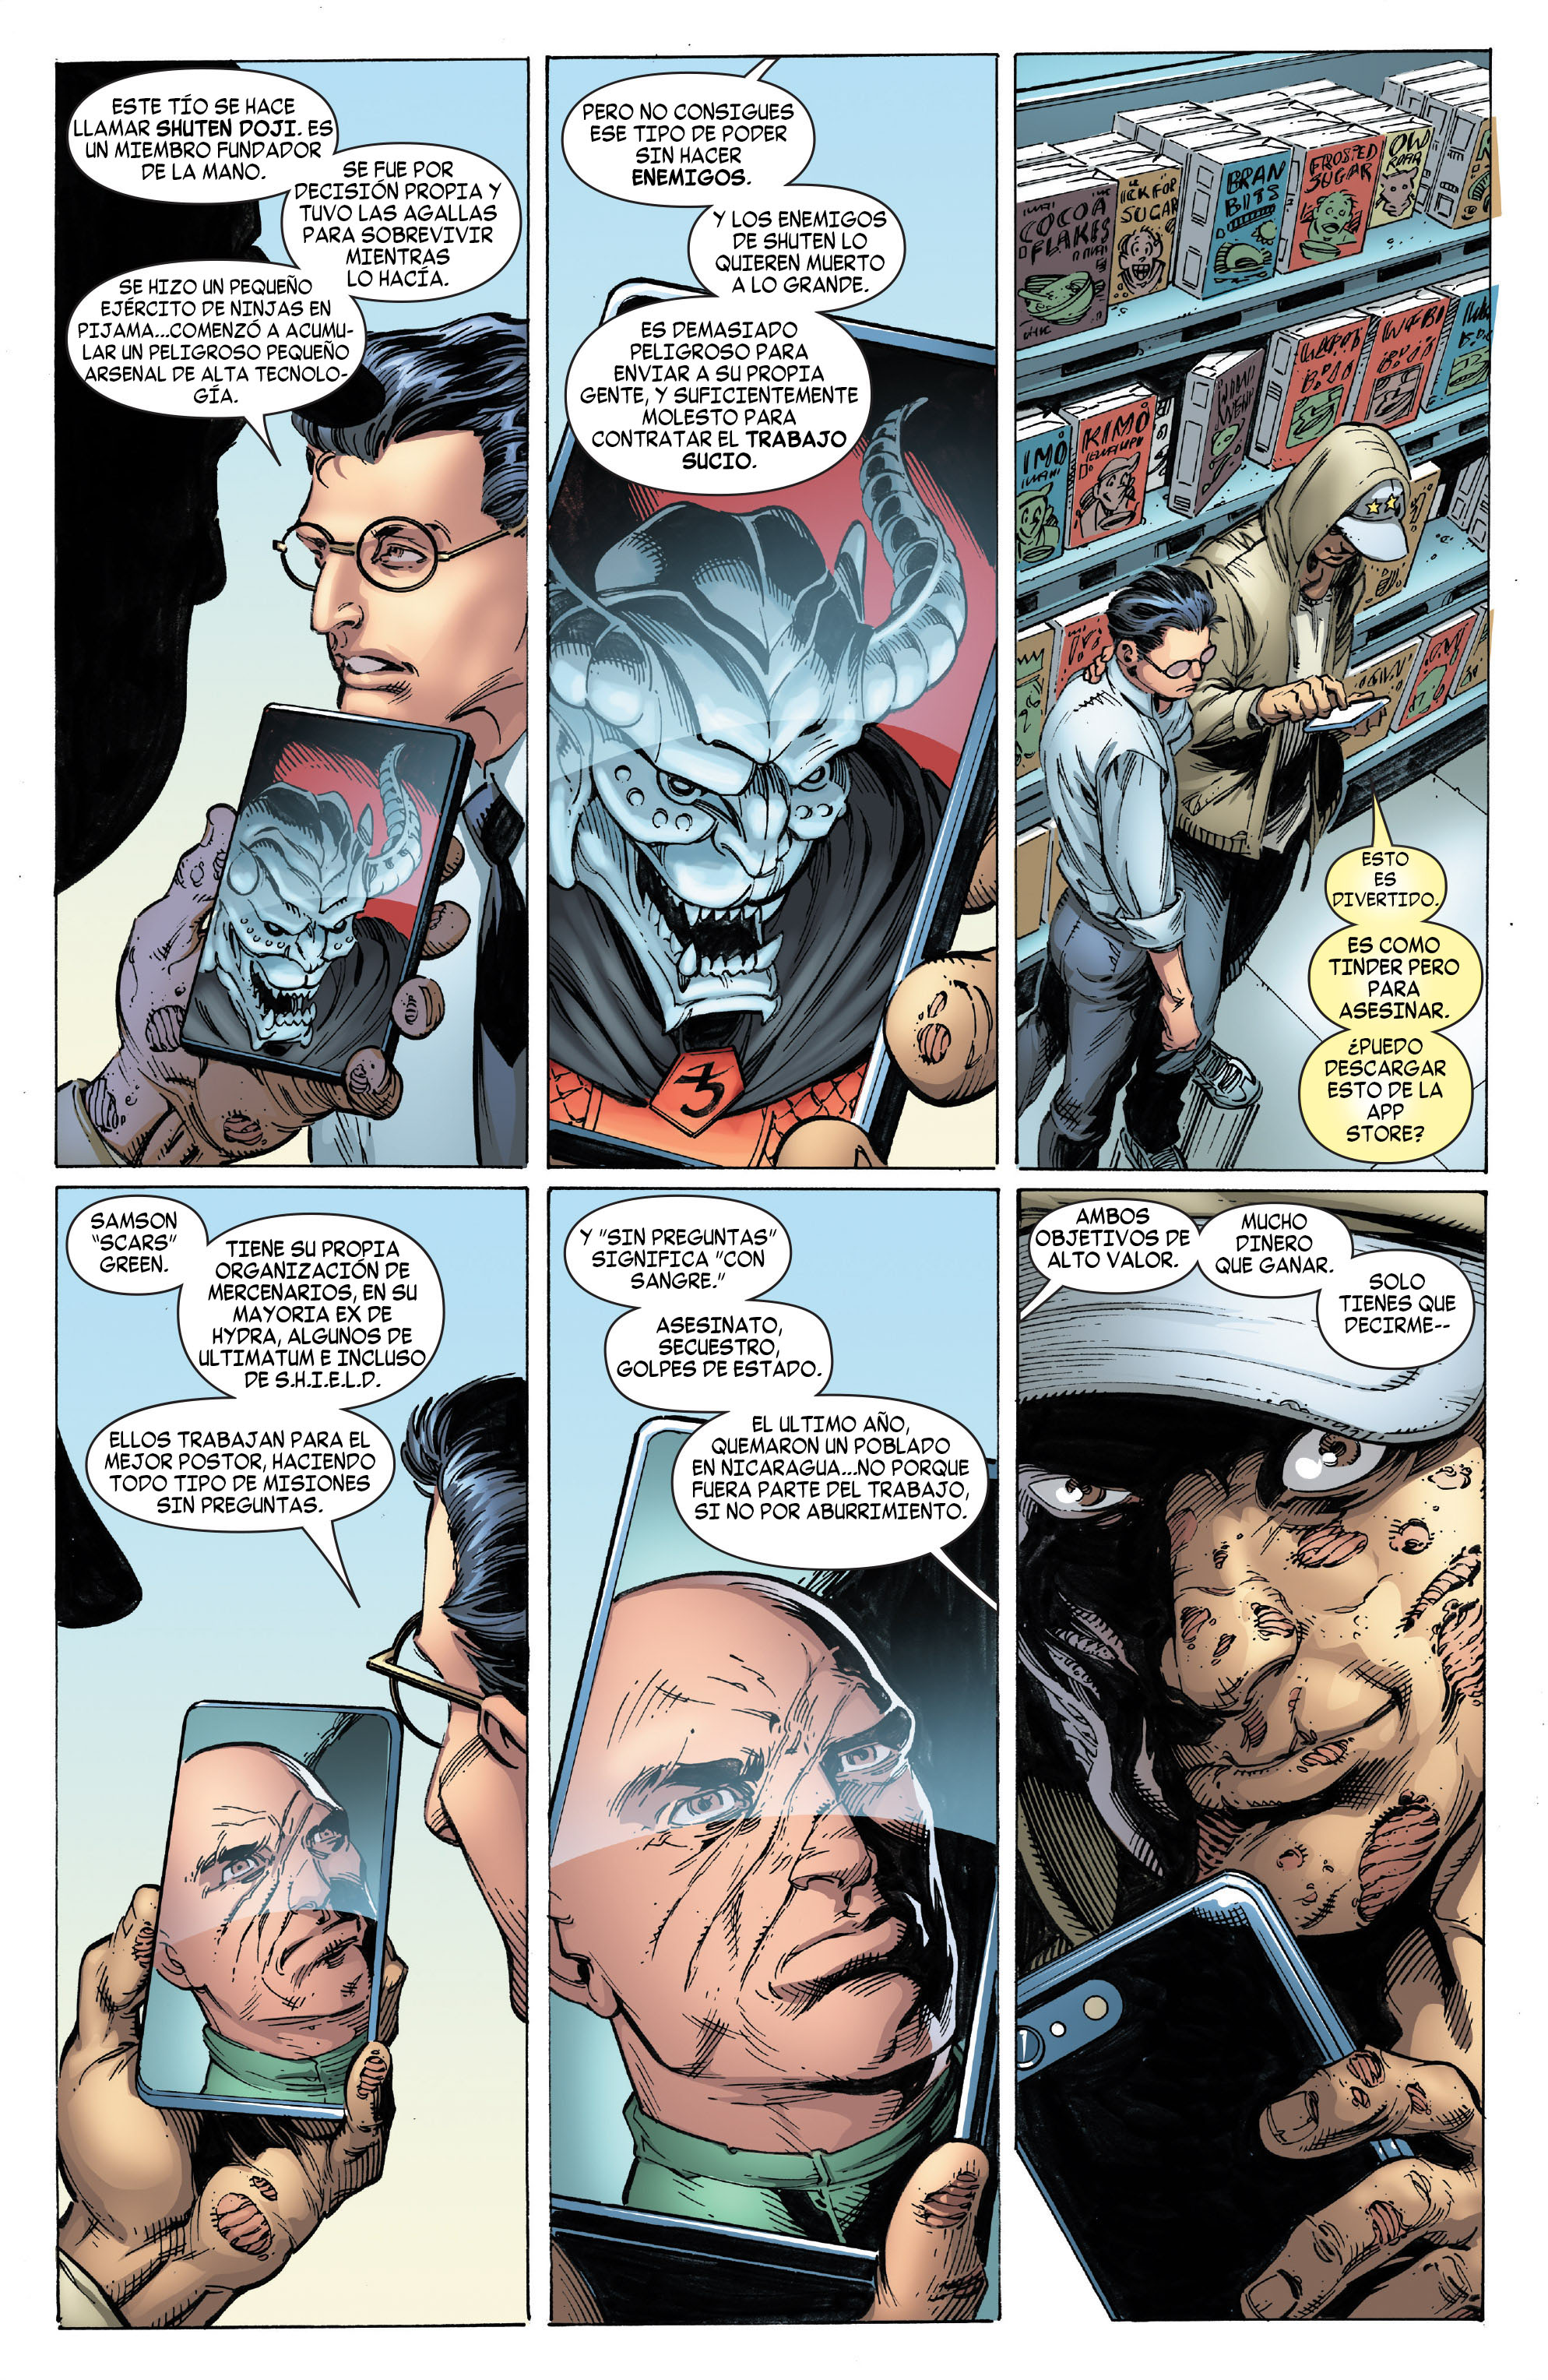 ESTE TÍO SE HACE
LLAMAR SHUTEN DOJI. ES
UN MIEMBRO FUNDADOR
DE LA MANO.
SE FUE POR
DECISIÓN PROPIA Y
TUVO LAS AGALLAS
PARA SOBREVIVIR
MIENTRAS
LO HACÍA.
SE HIZO UN PEQUEÑO
EJÉRCITO DE NINJAS EN
PIJAMA...COMENZÓ A ACUMU-
LAR UN PELIGROSO PEQUEÑO
ARSENAL DE ALTA TECNOLO-
GÍA.
PERO NO CONSIGUES
ESE TIPO DE PODER
SIN HACER
ENEMIGOS.
Y LOS ENEMIGOS
DE SHUTEN LO
QUIEREN MUERTO
A LO GRANDE.
ES DEMASIADO
PELIGROSO PARA
ENVIAR A SU PROPIA
GENTE, Y SUFICIENTEMENTE
MOLESTO PARA
CONTRATAR EL TRABAJO
SUCIO.
COCOA
FLAKES
SUGAR
BRAN
BITS
FROSTED
SUGAR
OW
ROAR
IMO
KIMO
ESTO
ES
DIVERTIDO.
ES COMO
TINDER PERO
PARA
ASESINAR.
¿PUEDO
DESCARGAR
ESTO DE LA
APP
STORE?
SAMSON
"SCARS"
GREEN.
TIENE SU PROPIA
ORGANIZACIÓN DE
MERCENARIOS, EN SU
MAYORIA EX DE
HYDRA, ALGUNOS DE
ULTIMATUM E INCLUSO
DE S.H.I.E.L.D.
ELLOS TRABAJAN PARA EL
MEJOR POSTOR, HACIENDO
TODO TIPO DE MISIONES
SIN PREGUNTAS.
Y "SIN PREGUNTAS"
SIGNIFICA "CON
SANGRE."
ASESINATO,
SECUESTRO,
GOLPES DE ESTADO.
EL ULTIMO AÑO,
QUEMARON UN POBLADO
EN NICARAGUA...NO PORQUE
FUERA PARTE DEL TRABAJO,
SI NO POR ABURRIMIENTO.
AMBOS
OBJETIVOS DE
ALTO VALOR.
MUCHO
DINERO
QUE GANAR.
SOLO
TIENES QUE
DECIRME--